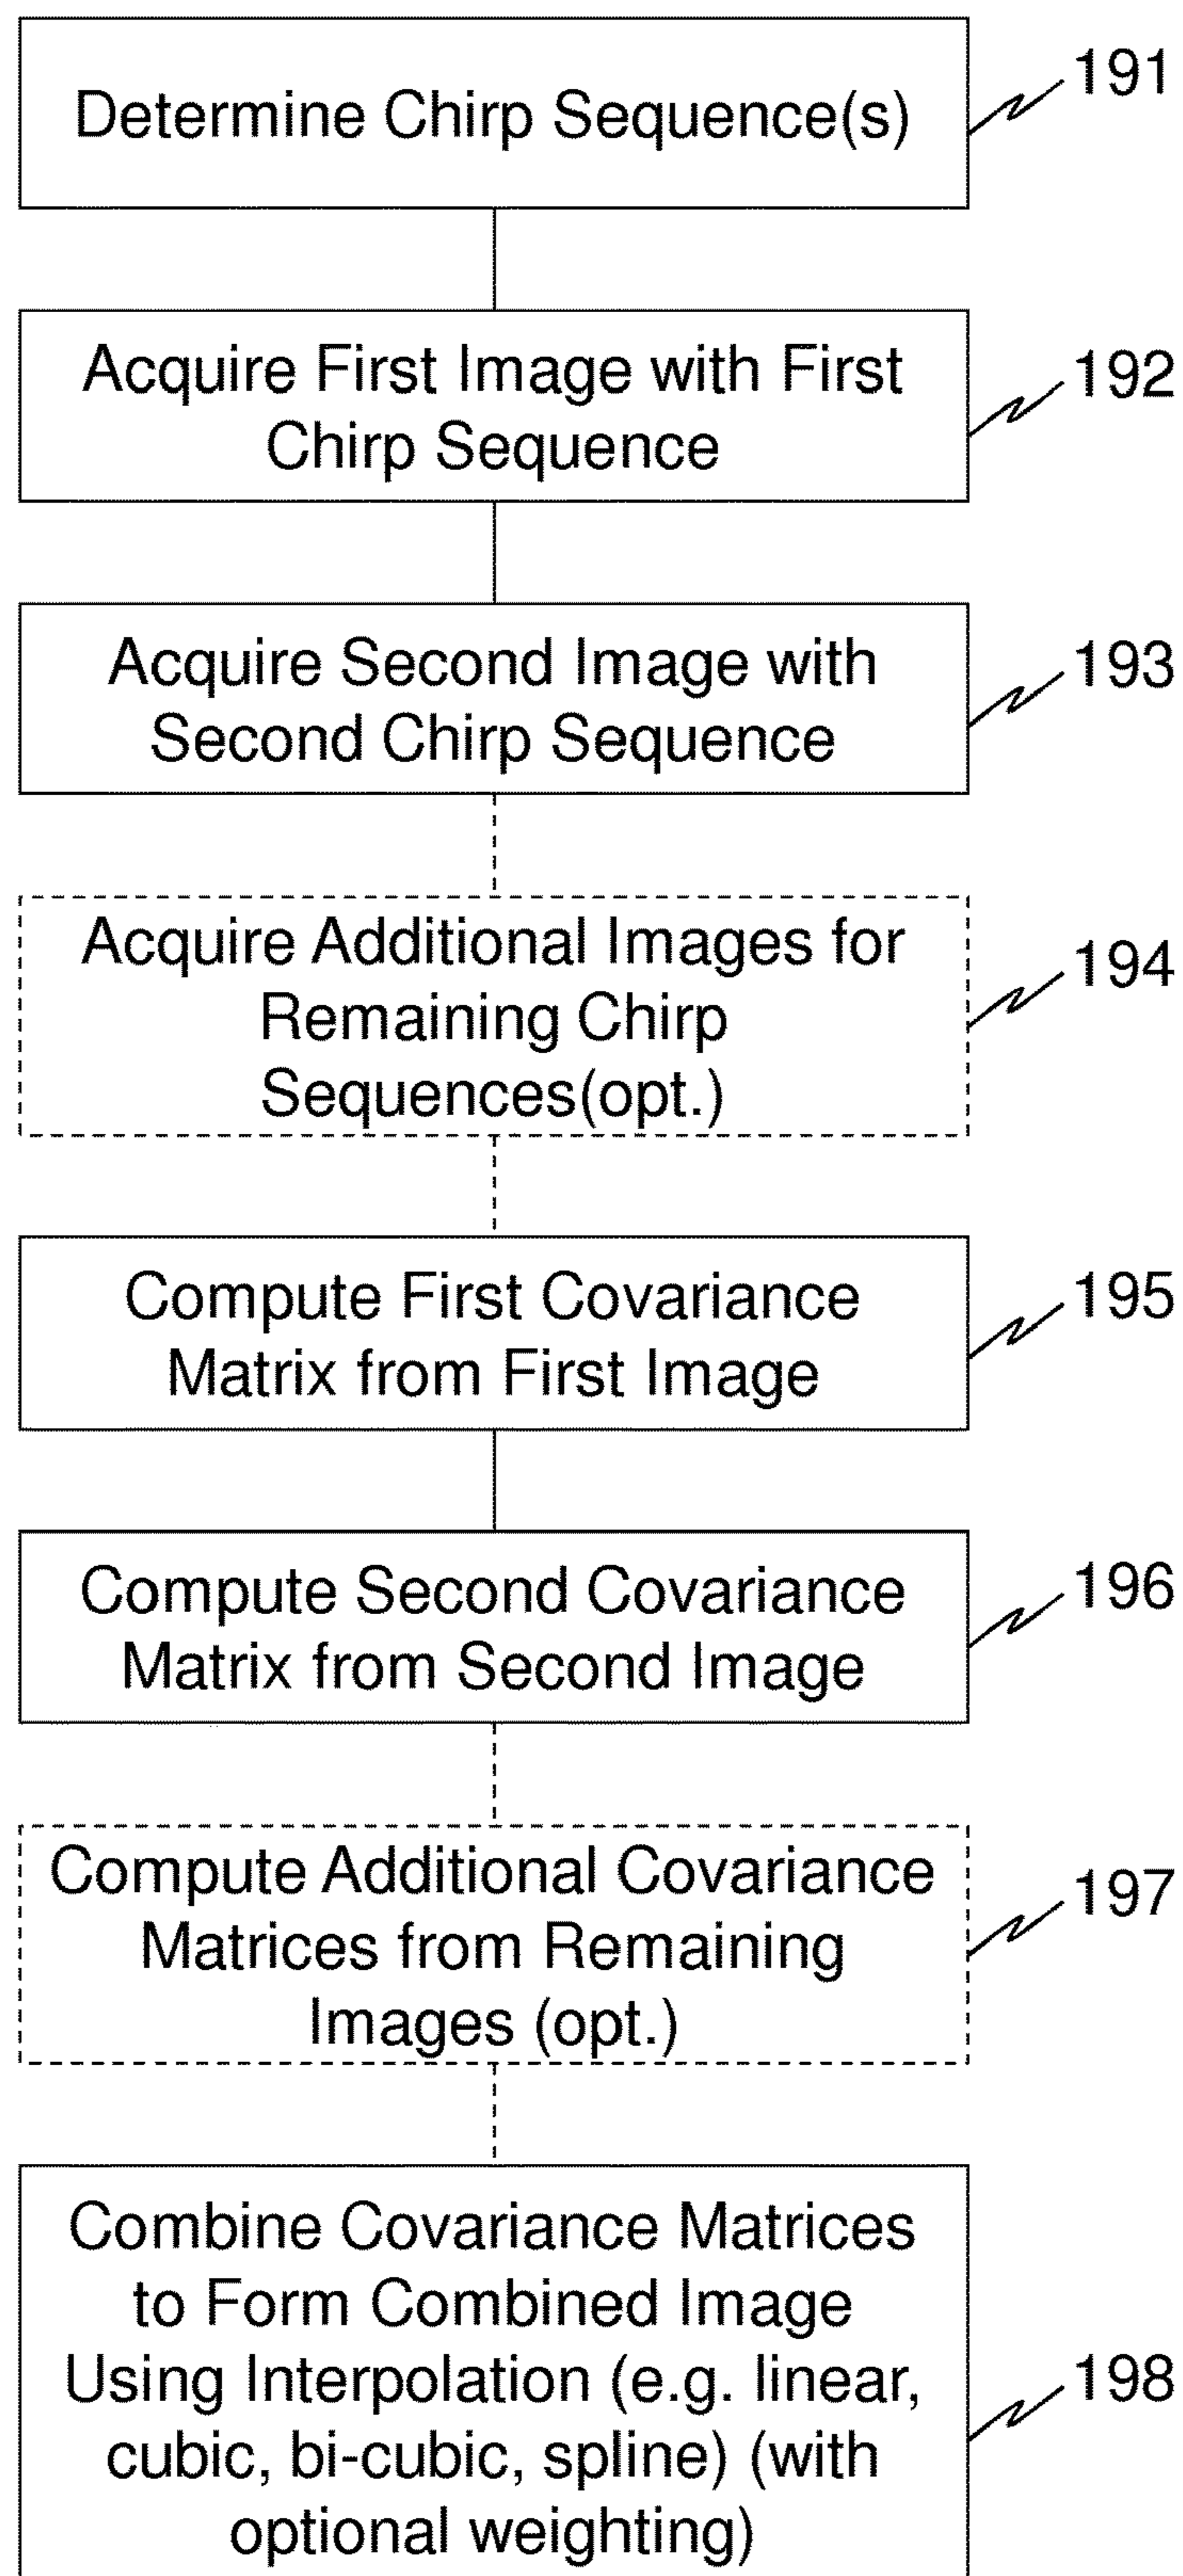 Determine Chirp Sequence(s)
191
Acquire First Image with First
Chirp Sequence
192
Acquire Second Image with
Second Chirp Sequence
193
Acquire Additional Images for
Remaining Chirp
Sequences(opt.)
194
Compute First Covariance
Matrix from First Image
195
Compute Second Covariance
Matrix from Second Image
196
Compute Additional Covariance
Matrices from Remaining
Images (opt.)
197
Combine Covariance Matrices
to Form Combined Image
Using Interpolation (e.g. linear,
cubic, bi-cubic, spline) (with
optional weighting)
198